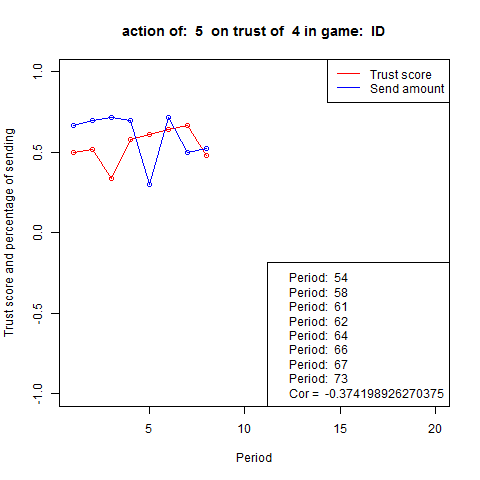 action of:  5  on trust of  4 in game:  ID
Trust score
Send amount
Trust score and percentage of sending
1.0
0.5
0.0
-0.5
-1.0
Period:  54
Period:  58
Period:  61
Period:  62
Period:  64
Period:  66
Period:  67
Period:  73
Cor =  -0.374198926270375
5 10 15 20
Period